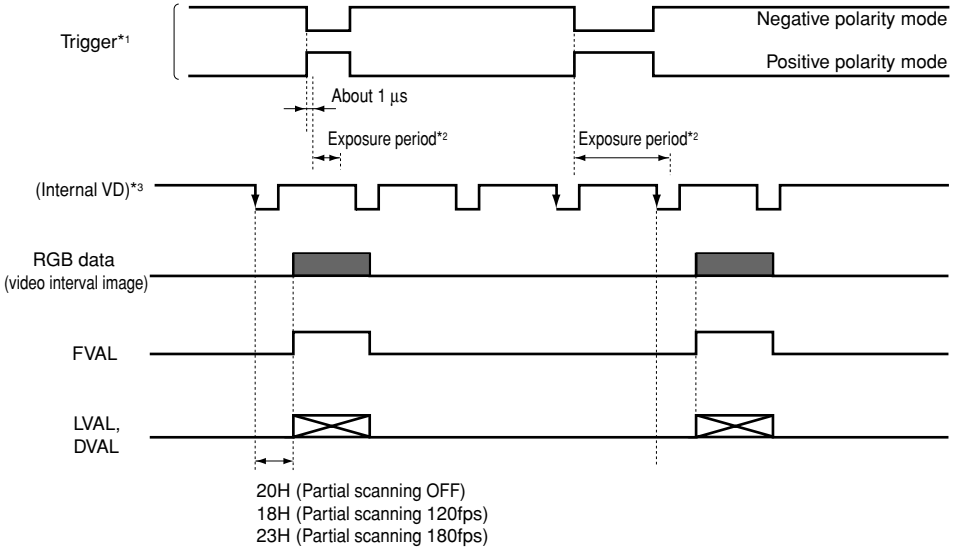 Negative polarity mode
Trigger*1
Positive polarity mode
About 1 μs
Exposure period*2 Exposure period*2
(Internal VD)*3
RGB data
(video interval image)
FVAL
LVAL,
DVAL
20H (Partial scanning OFF)
18H (Partial scanning 120fps)
23H (Partial scanning 180fps)